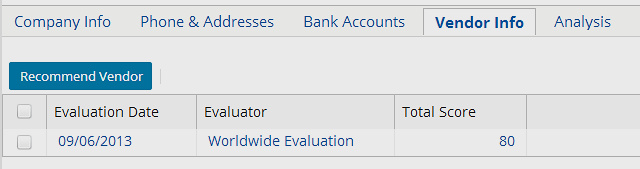 Company Info Phone & Addresses Bank Accounts Vendor Info Analysis
Recommend Vendor
Evaluation Date Evaluator Total Score
09/06/2013 Worldwide Evaluation 80